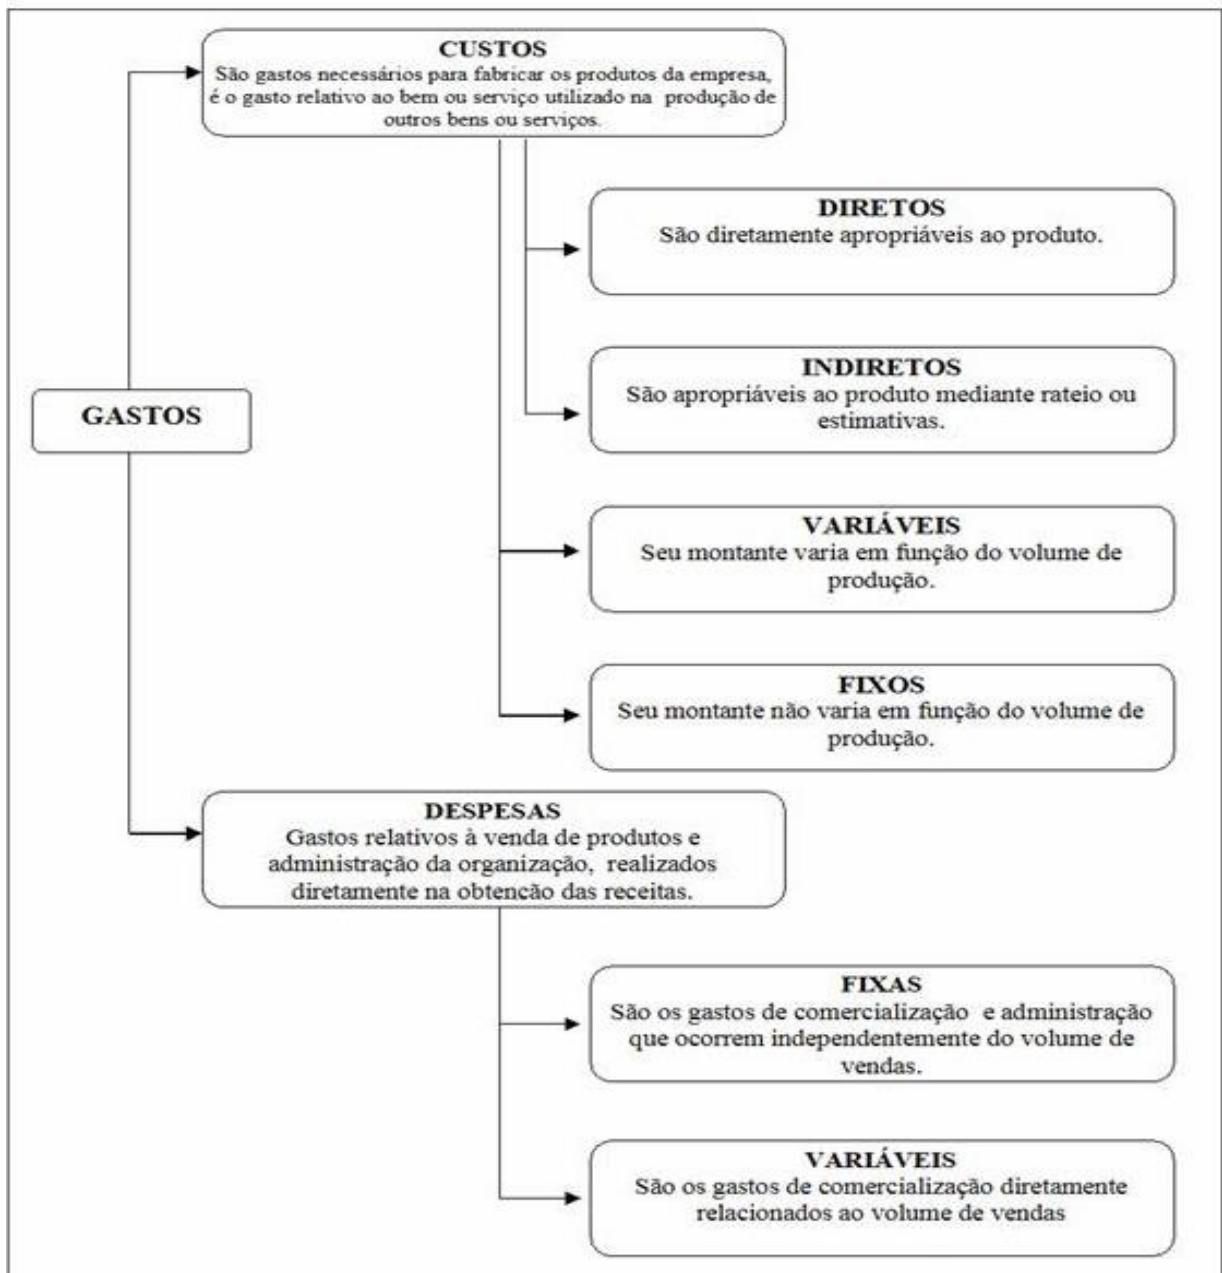 CUSTOS
São gastos necessários para fabricar os produtos da empresa,
é o gasto relativo ao bem ou serviço utilizado na produção de
outros bens ou serviços.
DIRETOS
São diretamente apropriáveis ao produto.
INDIRETOS
São apropriáveis ao produto mediante rateio ou
estimativas.
GASTOS
VARIÁVEIS
Seu montante varia em função do volume de
produção.
FIXOS
Seu montante não varia em função do volume de
produção.
DESPESAS
Gastos relativos à venda de produtos e
administração da organização, realizados
diretamente na obtenção das receitas.
FIXAS
São os gastos de comercialização e administração
que ocorrem independentemente do volume de
vendas.
VARIÁVEIS
São os gastos de comercialização diretamente
relacionados ao volume de vendas